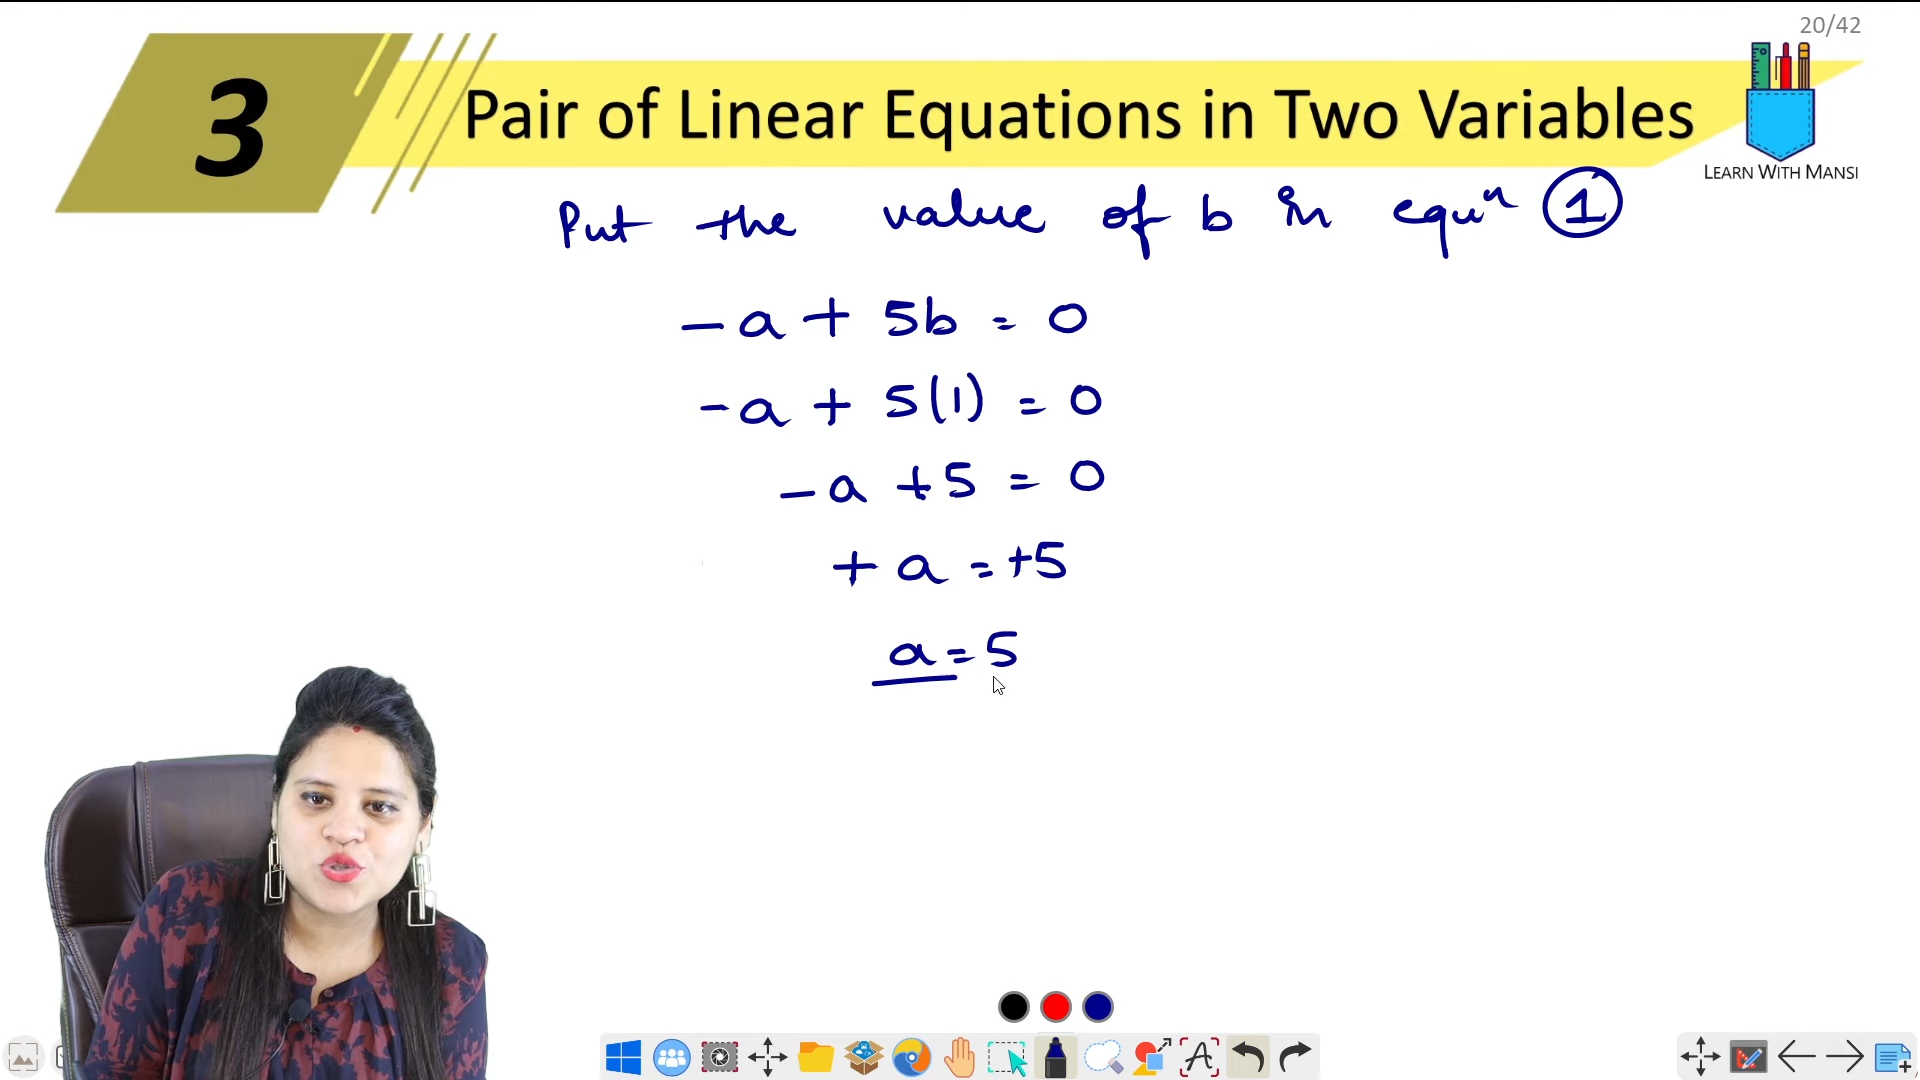 20/42
3
Pair of Linear Equations in Two Variables
LEARN WITH MANSI
Put the value of b in equⁿ ①
-a + 5b = 0
-a + 5(1) = 0
-a + 5 = 0
+ a = +5
a = 5